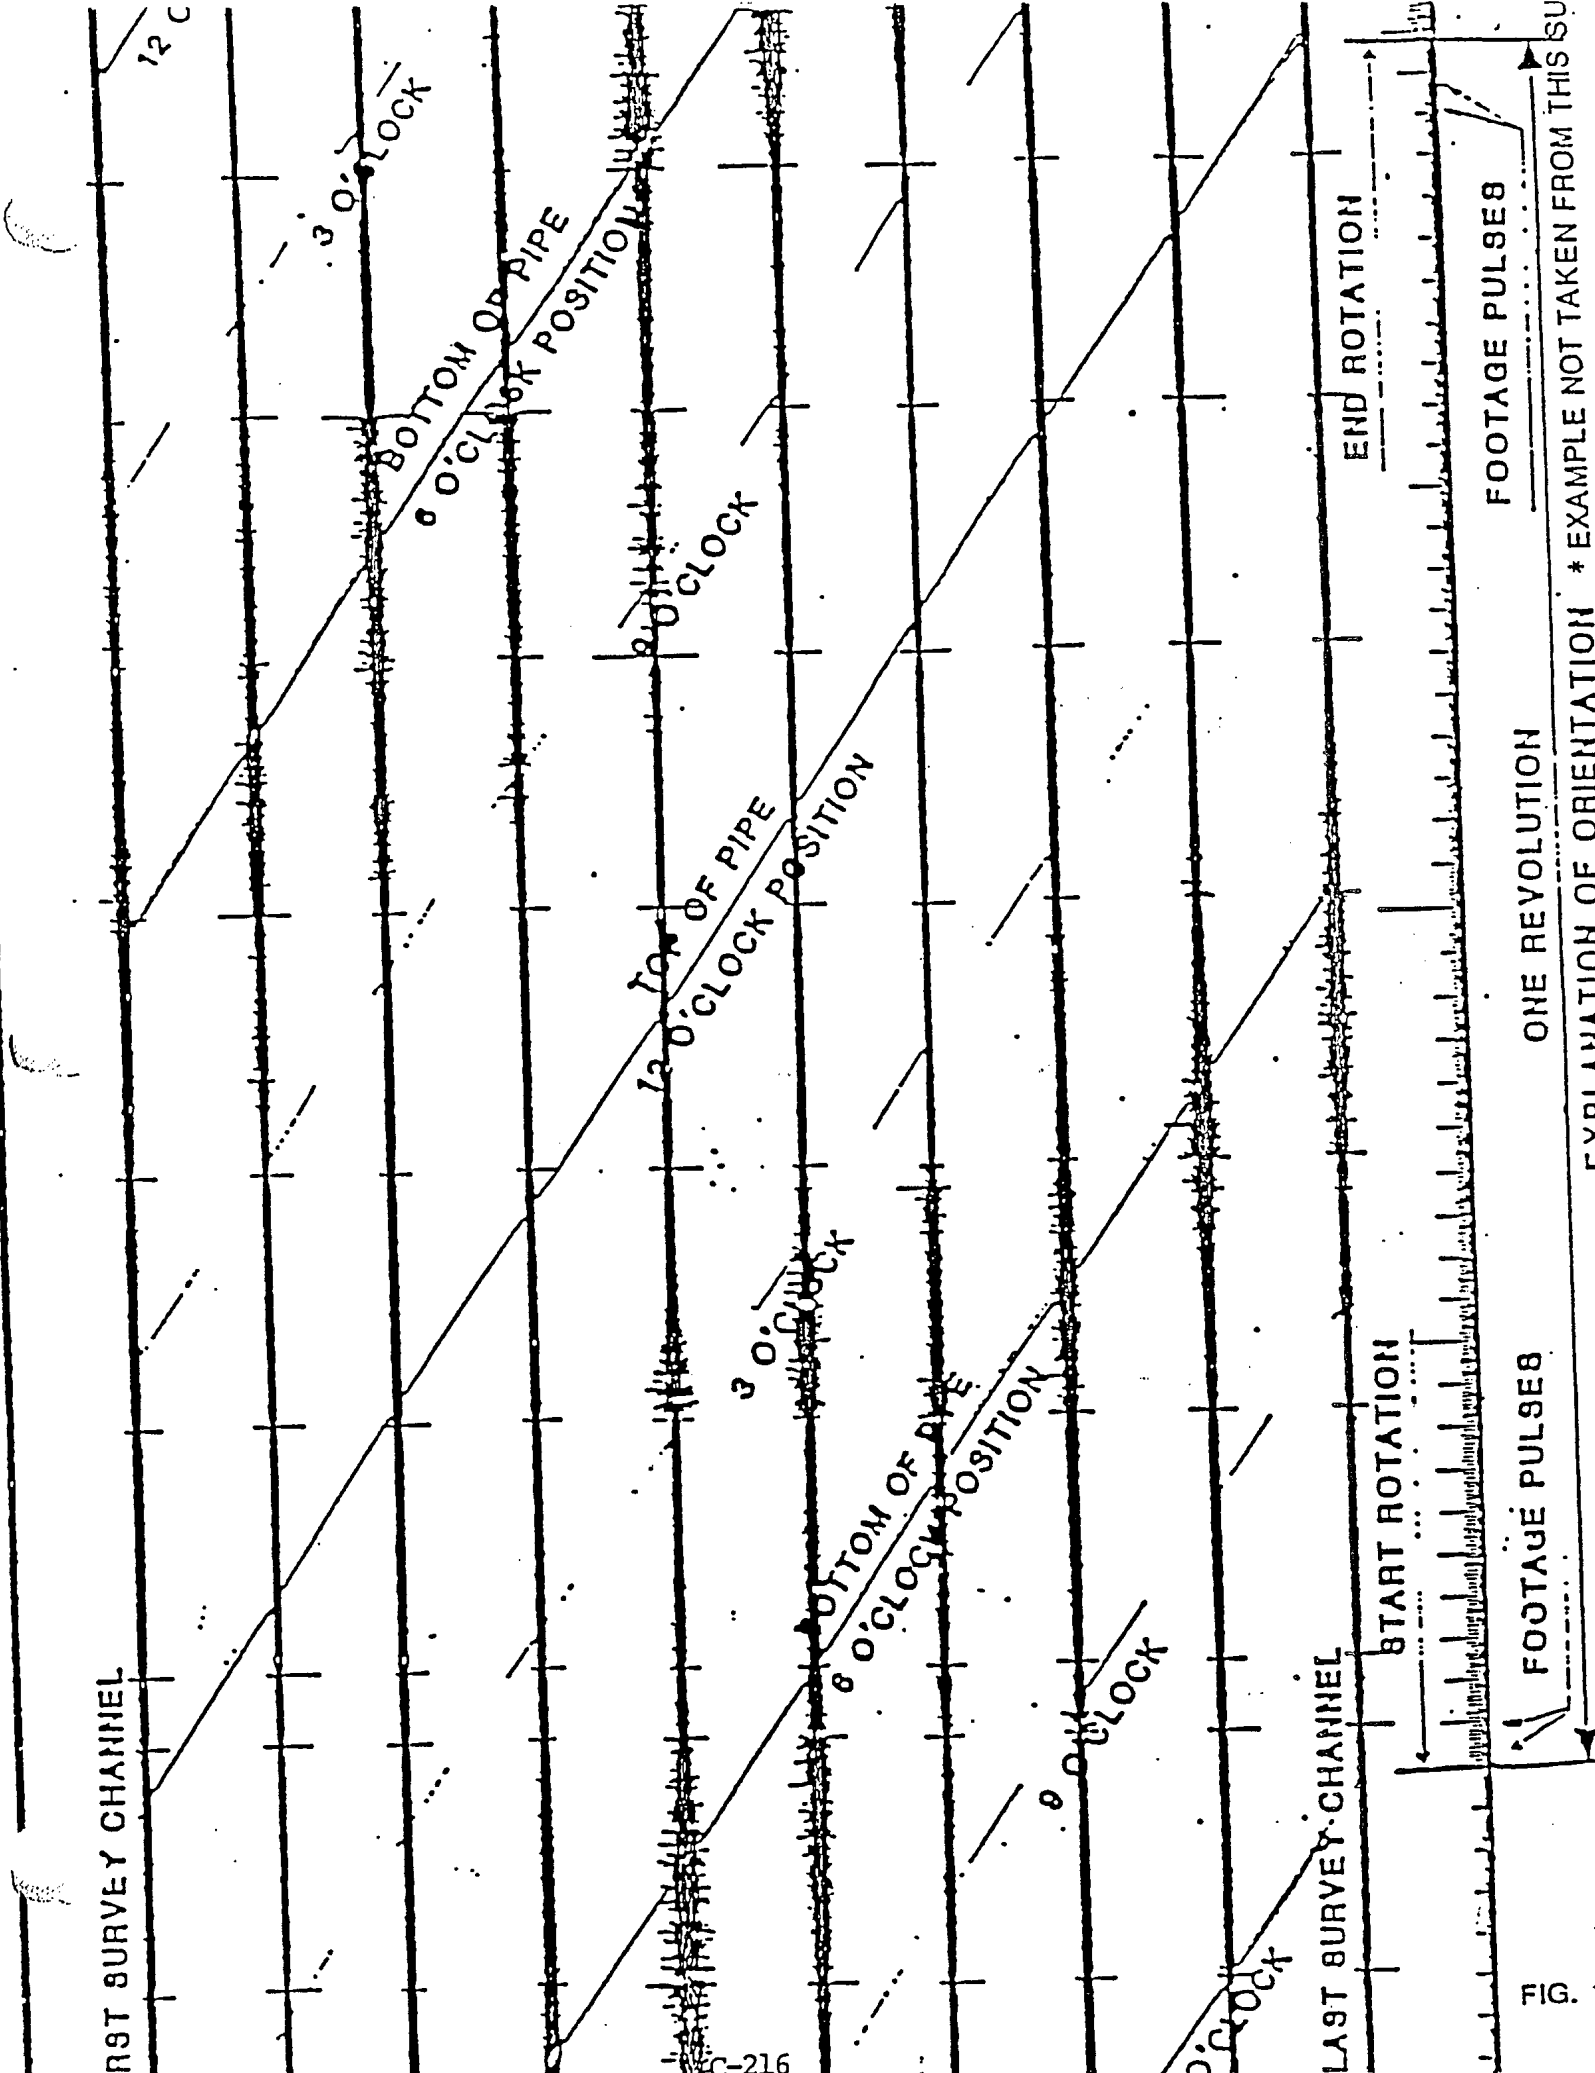 RST SURVEY CHANNEL
LAST SURVEY CHANNEL
12
3 O'CLOCK
BOTTOM OF PIPE
6 O'CLOCK POSITION
9 O'CLOCK
TOP OF PIPE
12 O'CLOCK POSITION
3 O'CLOCK
BOTTOM OF PIPE
6 O'CLOCK POSITION
9 O'CLOCK
O'CLOCK
START ROTATION
END ROTATION
FOOTAGE PULSES
FOOTAGE PULSES
ONE REVOLUTION
EXPLANATION OF ORIENTATION * EXAMPLE NOT TAKEN FROM THIS SU
FIG.
C-216